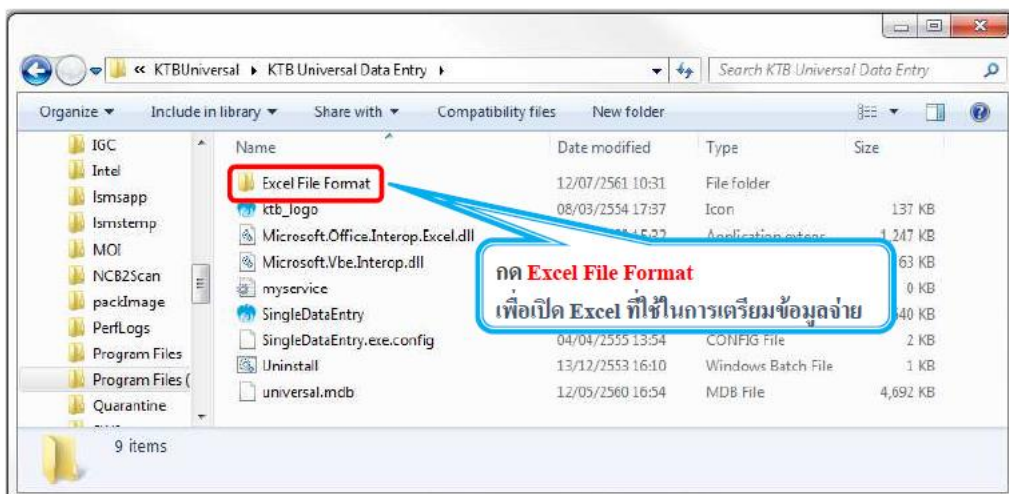 « KTBUniversal ▸ KTB Universal Data Entry ▸ Search KTB Universal Data Entry
Organize ▾ Include in library ▾ Share with ▾ Compatibility files New folder
IGC
Intel
lsmsapp
lsmstemp
MOI
NCB2Scan
packImage
PerfLogs
Program Files
Program Files (
Quarantine
Name Date modified Type Size
Excel File Format 12/07/2561 10:31 File folder
ktb_logo 08/03/2554 17:37 Icon 137 KB
Microsoft.Office.Interop.Excel.dll 1,247 KB
Microsoft.Vbe.Interop.dll 63 KB
myservice 0 KB
SingleDataEntry 640 KB
SingleDataEntry.exe.config 04/04/2555 13:54 CONFIG File 2 KB
Uninstall 13/12/2553 16:10 Windows Batch File 1 KB
universal.mdb 12/05/2560 16:54 MDB File 4,692 KB
กด Excel File Format
เพื่อเปิด Excel ที่ใช้ในการเตรียมข้อมูลจ่าย
9 items